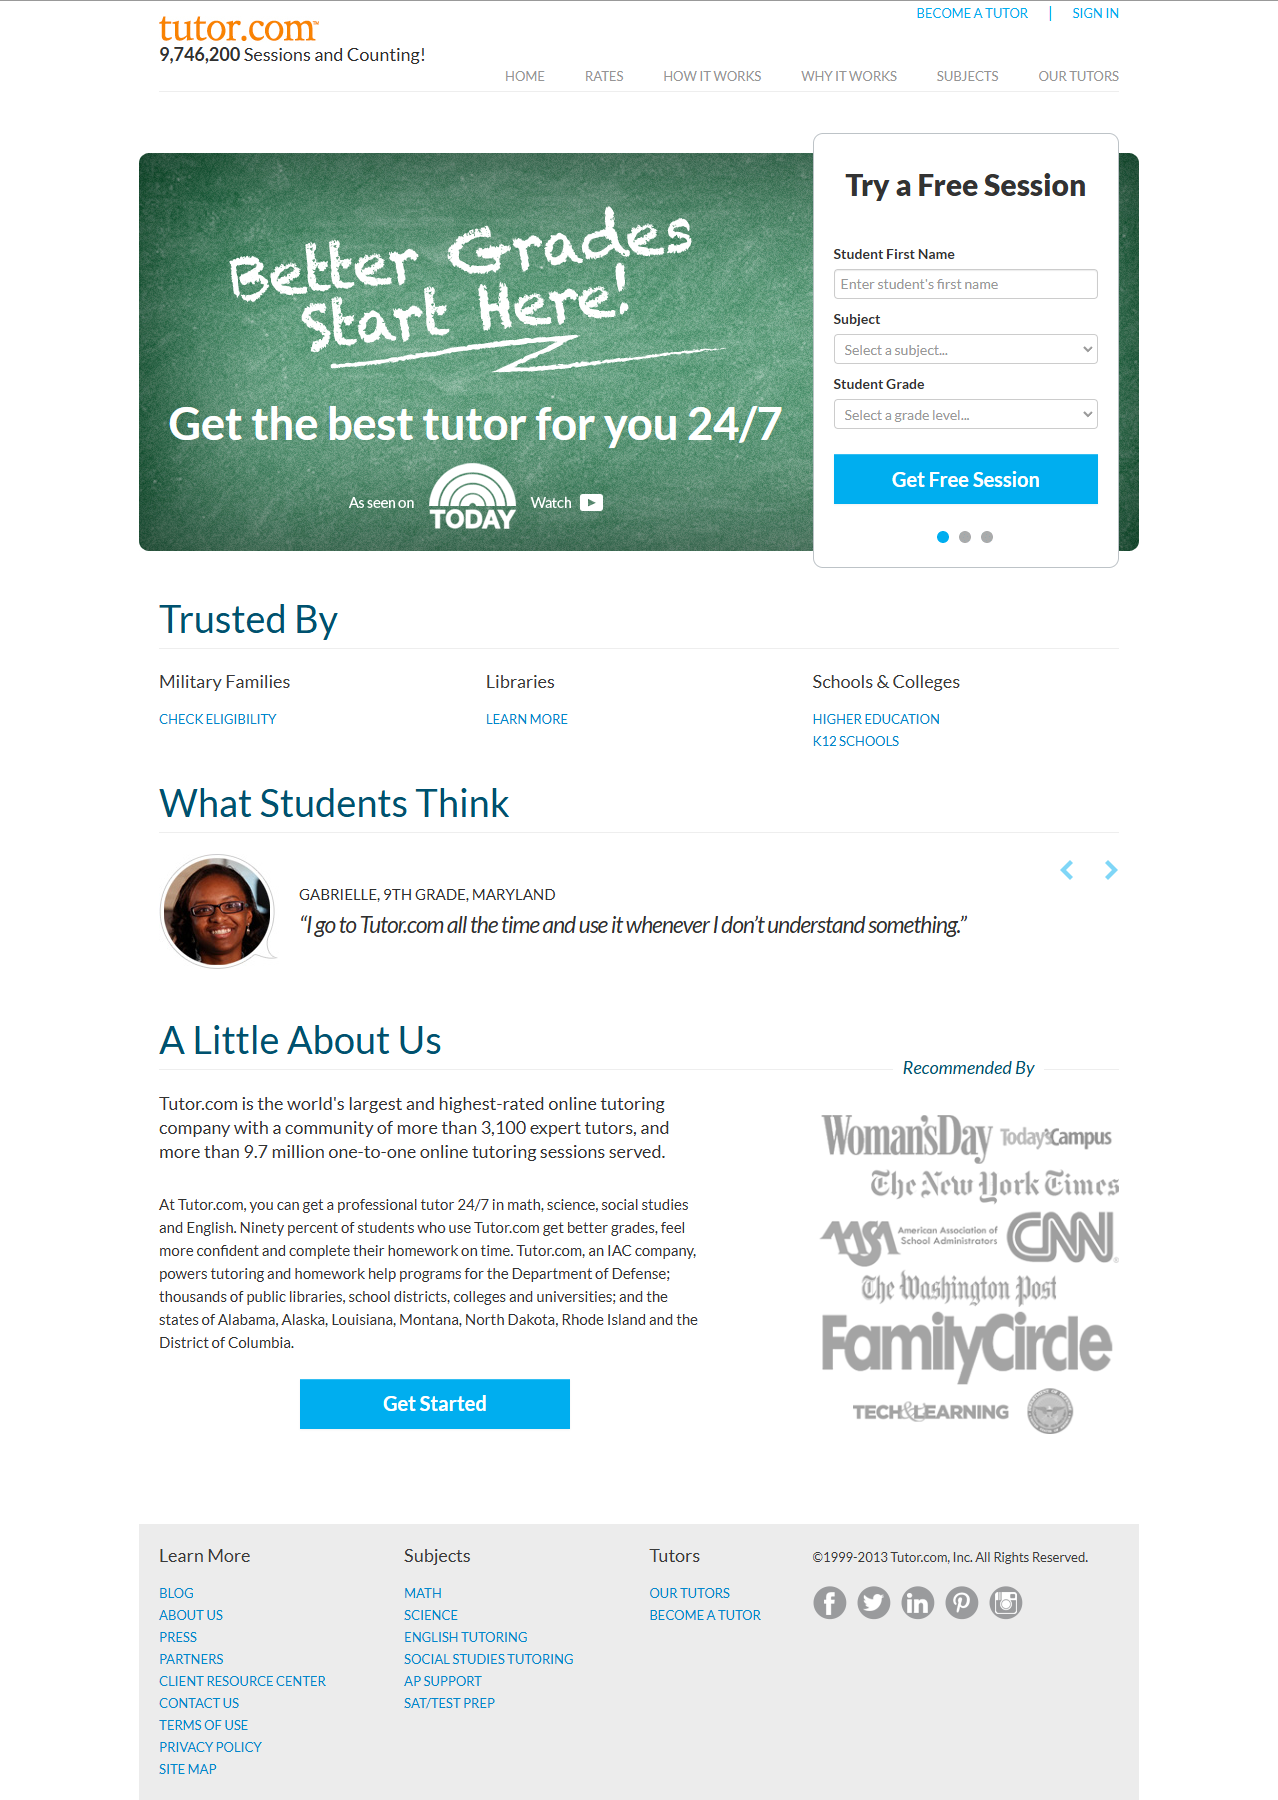 tutor.com™
9,746,200 Sessions and Counting!
BECOME A TUTOR | SIGN IN
HOME RATES HOW IT WORKS WHY IT WORKS SUBJECTS OUR TUTORS
Better Grades
Start Here!
Get the best tutor for you 24/7
As seen on TODAY Watch
Try a Free Session
Student First Name
Enter student's first name
Subject
Select a subject...
Student Grade
Select a grade level...
Get Free Session
Trusted By
Military Families
CHECK ELIGIBILITY
Libraries
LEARN MORE
Schools & Colleges
HIGHER EDUCATION
K12 SCHOOLS
What Students Think
GABRIELLE, 9TH GRADE, MARYLAND
“I go to Tutor.com all the time and use it whenever I don’t understand something.”
A Little About Us
Tutor.com is the world's largest and highest-rated online tutoring
company with a community of more than 3,100 expert tutors, and
more than 9.7 million one-to-one online tutoring sessions served.
At Tutor.com, you can get a professional tutor 24/7 in math, science, social studies
and English. Ninety percent of students who use Tutor.com get better grades, feel
more confident and complete their homework on time. Tutor.com, an IAC company,
powers tutoring and homework help programs for the Department of Defense;
thousands of public libraries, school districts, colleges and universities; and the
states of Alabama, Alaska, Louisiana, Montana, North Dakota, Rhode Island and the
District of Columbia.
Get Started
Recommended By
Woman'sDay Today'sCampus
The New York Times
AASA American Association of
School Administrators CNN
The Washington Post
FamilyCircle
TECH&LEARNING
Learn More
BLOG
ABOUT US
PRESS
PARTNERS
CLIENT RESOURCE CENTER
CONTACT US
TERMS OF USE
PRIVACY POLICY
SITE MAP
Subjects
MATH
SCIENCE
ENGLISH TUTORING
SOCIAL STUDIES TUTORING
AP SUPPORT
SAT/TEST PREP
Tutors
OUR TUTORS
BECOME A TUTOR
©1999-2013 Tutor.com, Inc. All Rights Reserved.